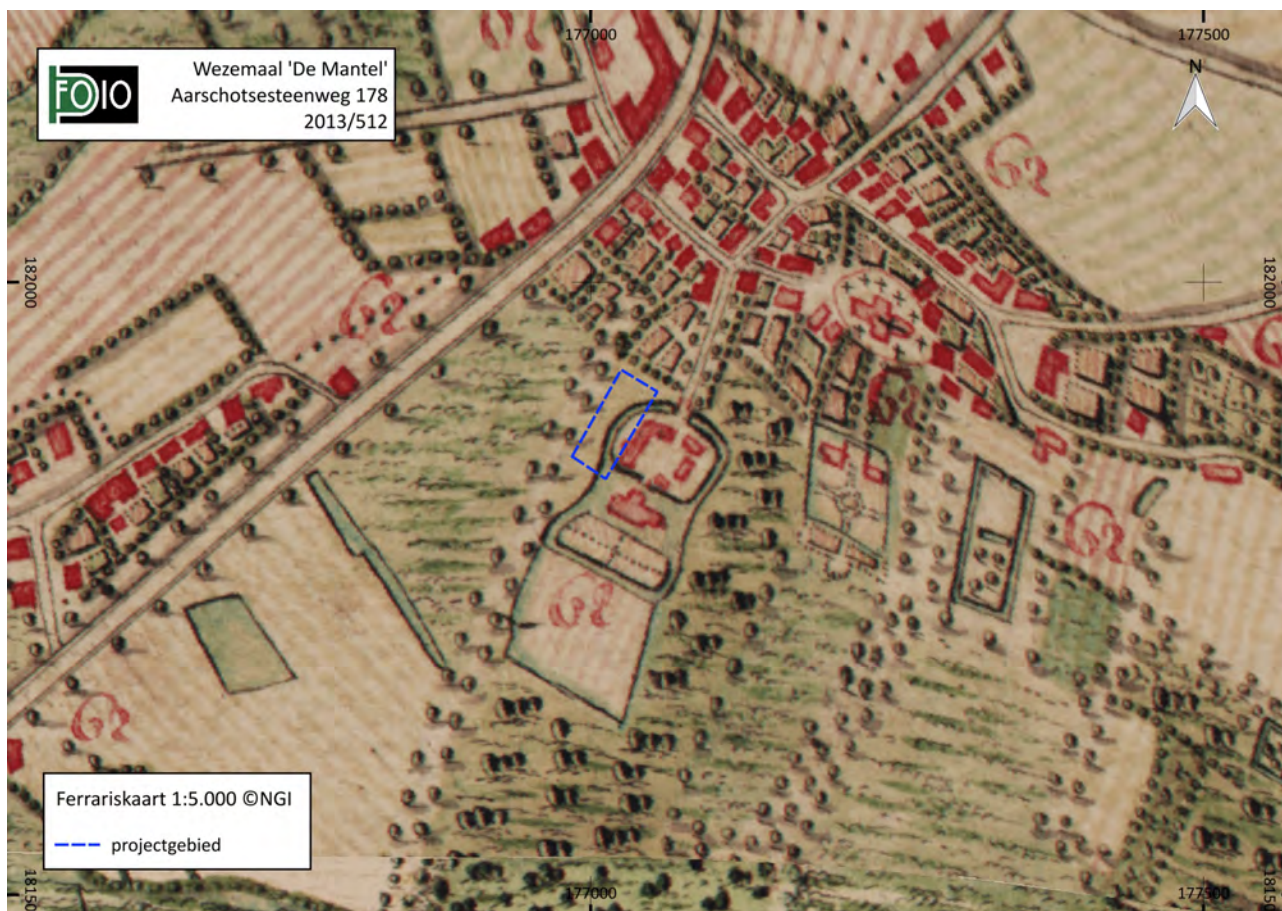 FODIO
Wezemaal 'De Mantel'
Aarschotsesteenweg 178
2013/512
177000
177500
N
182000
182000
Ferrariskaart 1:5.000 ©NGI
projectgebied
18150
177000
177500
18150